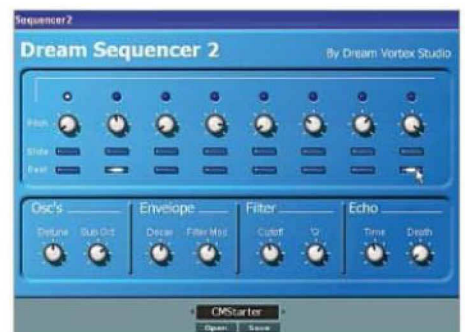 Sequencer2
Dream Sequencer 2
By Dream Vortex Studio
Pitch
Slide
Rest
Osc's
Envelope
Filter
Echo
Detune
Sub Oct
Decay
Filter Mod
Cutoff
'Q'
Time
Depth
CMStarter
Open
Save